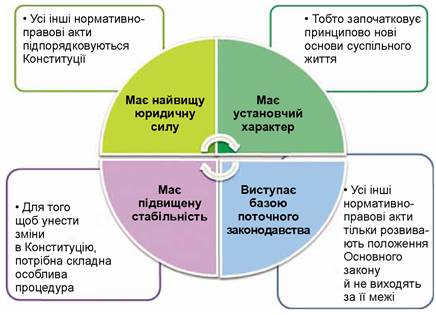 • Усі інші нормативно-
правові акти
підпорядковуються
Конституції
• Тобто започатковує
принципово нові
основи суспільного
життя
Має найвищу
юридичну
силу
Має
установчий
характер
Має
підвищену
стабільність
Виступає
базою
поточного
законодавства
• Для того
щоб унести
зміни
в Конституцію,
потрібна складна
особлива
процедура
• Усі інші
нормативно-
правові акти
тільки розвива-
ють положення
Основного
закону
й не виходять
за її межі